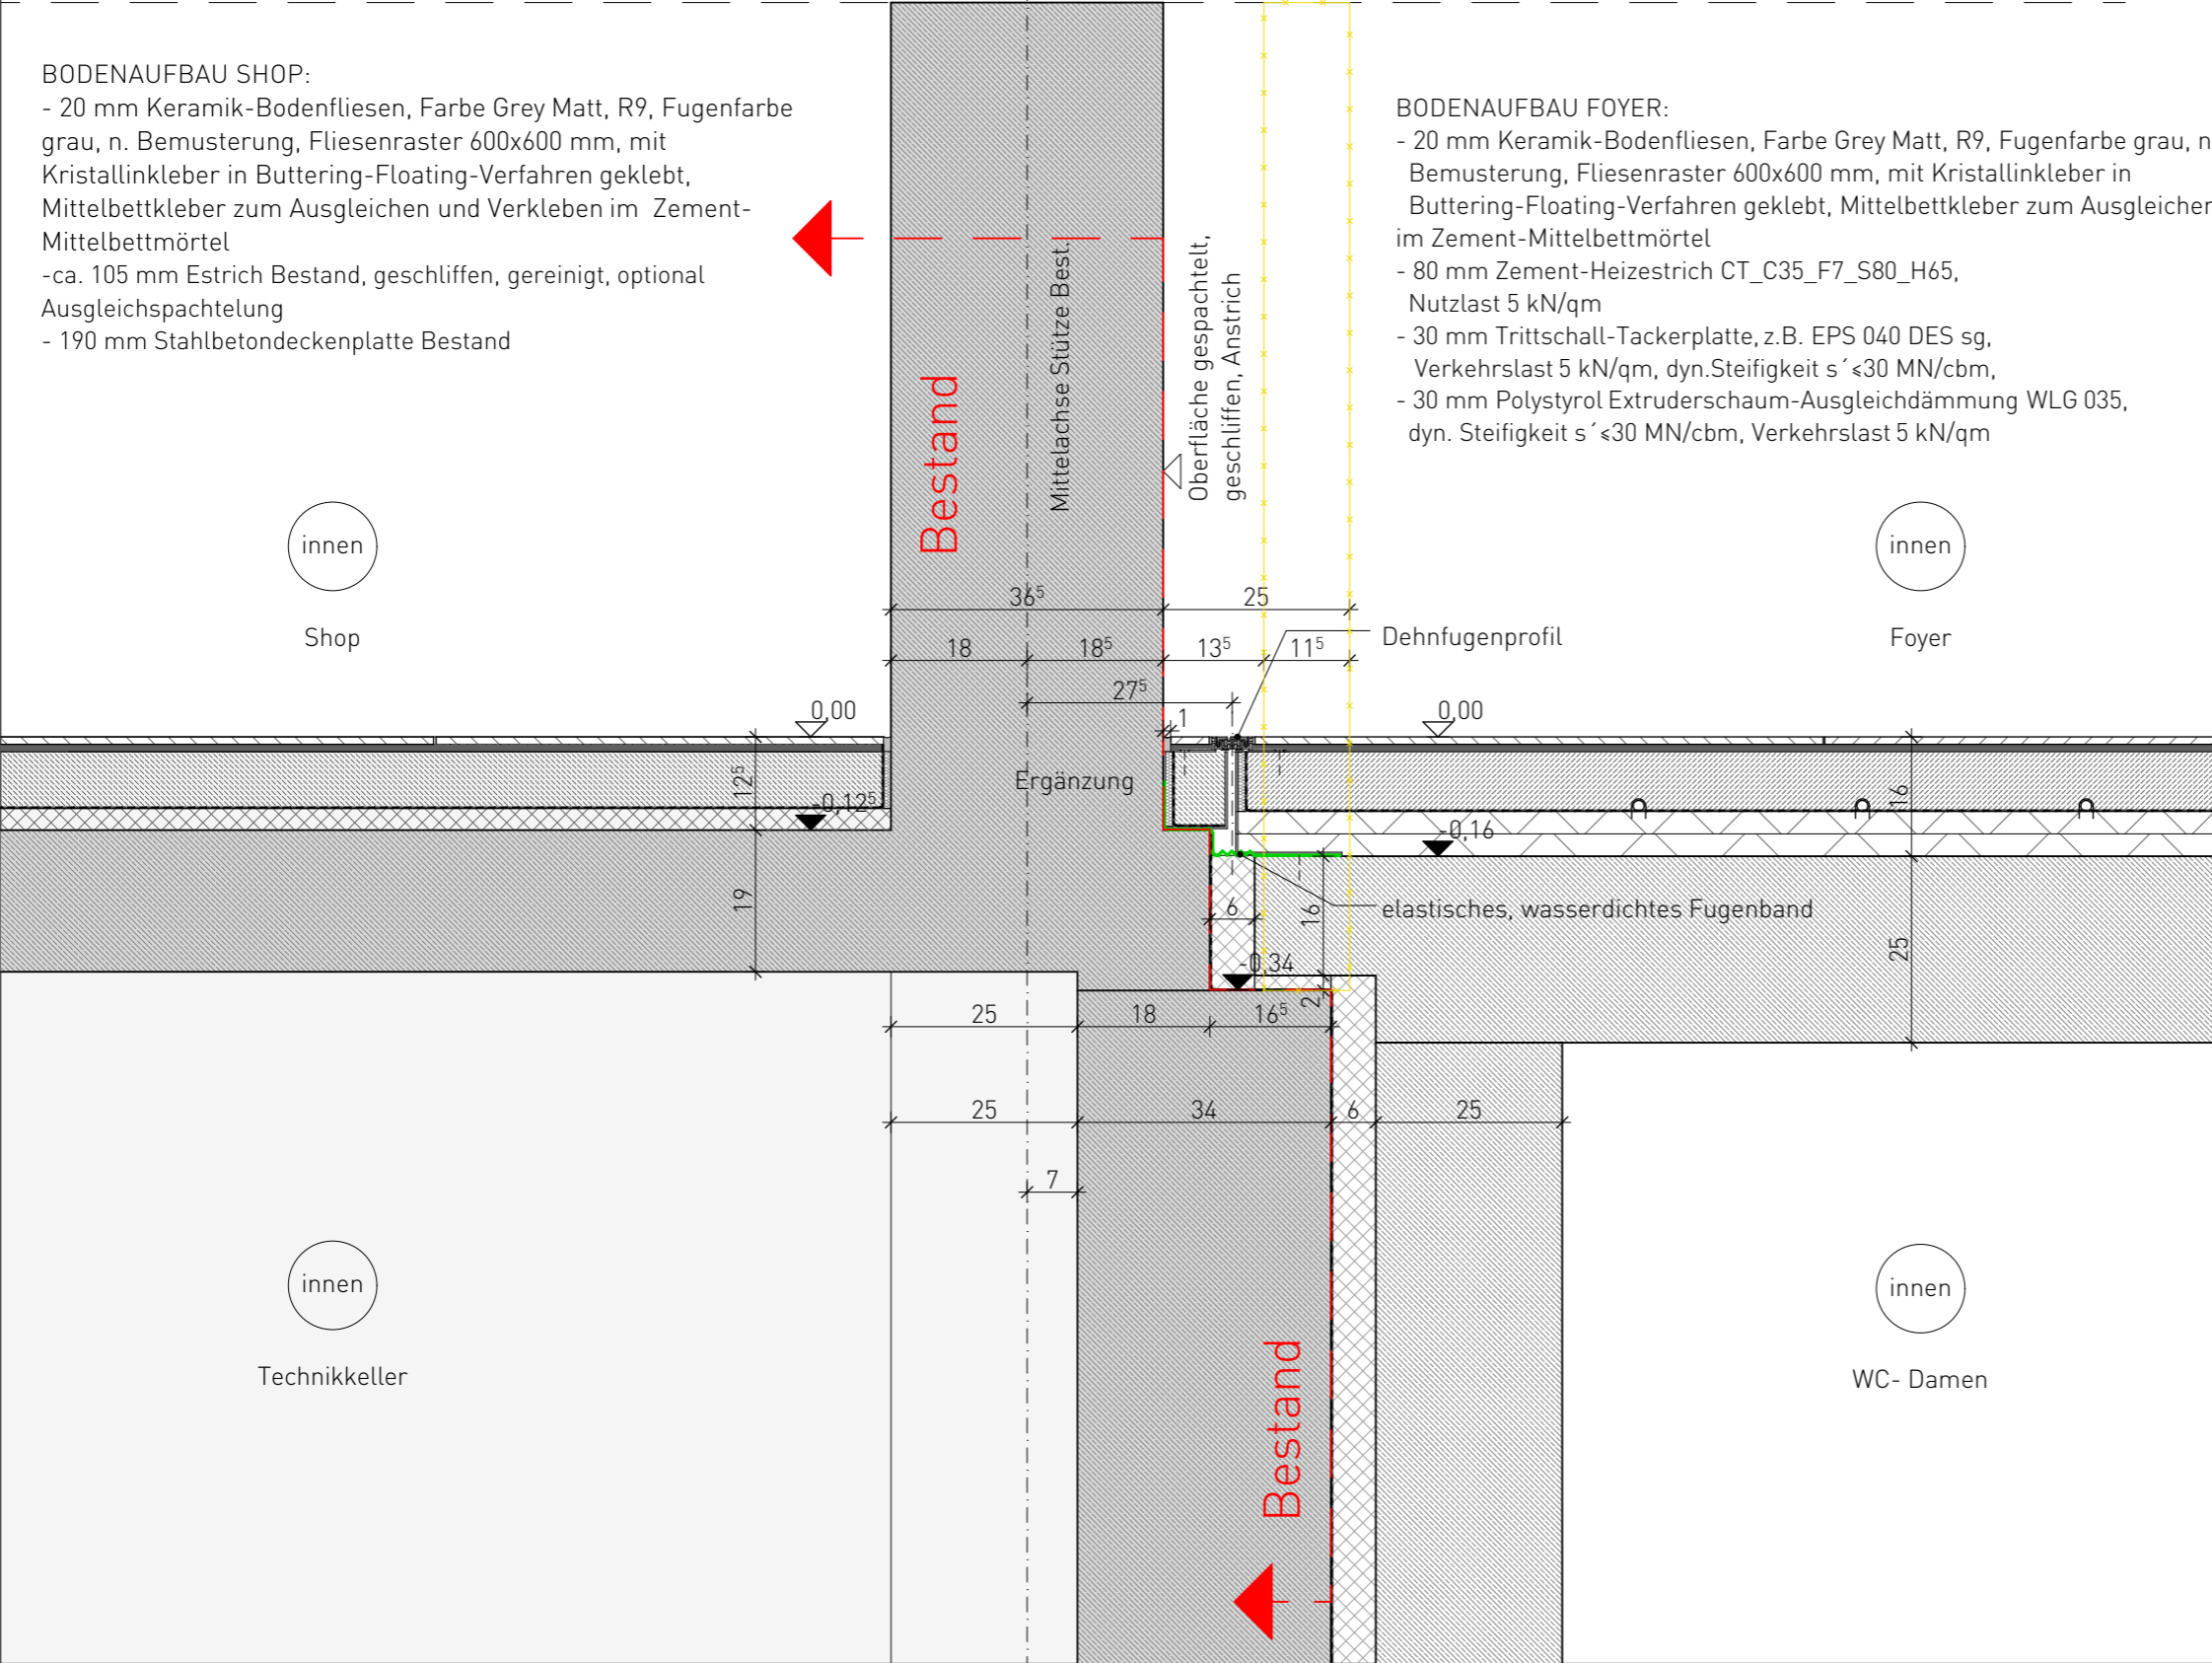 BODENAUFBAU SHOP:
- 20 mm Keramik-Bodenfliesen, Farbe Grey Matt, R9, Fugenfarbe
grau, n. Bemusterung, Fliesenraster 600x600 mm, mit
Kristallinkleber in Buttering-Floating-Verfahren geklebt,
Mittelbettkleber zum Ausgleichen und Verkleben im Zement-
Mittelbettmörtel
-ca. 105 mm Estrich Bestand, geschliffen, gereinigt, optional
Ausgleichspachtelung
- 190 mm Stahlbetondeckenplatte Bestand
BODENAUFBAU FOYER:
- 20 mm Keramik-Bodenfliesen, Farbe Grey Matt, R9, Fugenfarbe grau, n
Bemusterung, Fliesenraster 600x600 mm, mit Kristallinkleber in
Buttering-Floating-Verfahren geklebt, Mittelbettkleber zum Ausgleichen
im Zement-Mittelbettmörtel
- 80 mm Zement-Heizestrich CT_C35_F7_S80_H65,
Nutzlast 5 kN/qm
- 30 mm Trittschall-Tackerplatte, z.B. EPS 040 DES sg,
Verkehrslast 5 kN/qm, dyn.Steifigkeit s´≤30 MN/cbm,
- 30 mm Polystyrol Extruderschaum-Ausgleichdämmung WLG 035,
dyn. Steifigkeit s´≤30 MN/cbm, Verkehrslast 5 kN/qm
Bestand
Mittelachse Stütze Best.
Oberfläche gespachtelt,
geschliffen, Anstrich
innen
Shop
innen
Foyer
36⁵
25
18
18⁵
13⁵
11⁵
Dehnfugenprofil
27⁵
1
0,00
0,00
12⁵
-0,12⁵
Ergänzung
16
-0,16
19
6
16
elastisches, wasserdichtes Fugenband
25
-0,34
2
25
18
16⁵
25
34
6
25
7
innen
Technikkeller
Bestand
innen
WC- Damen